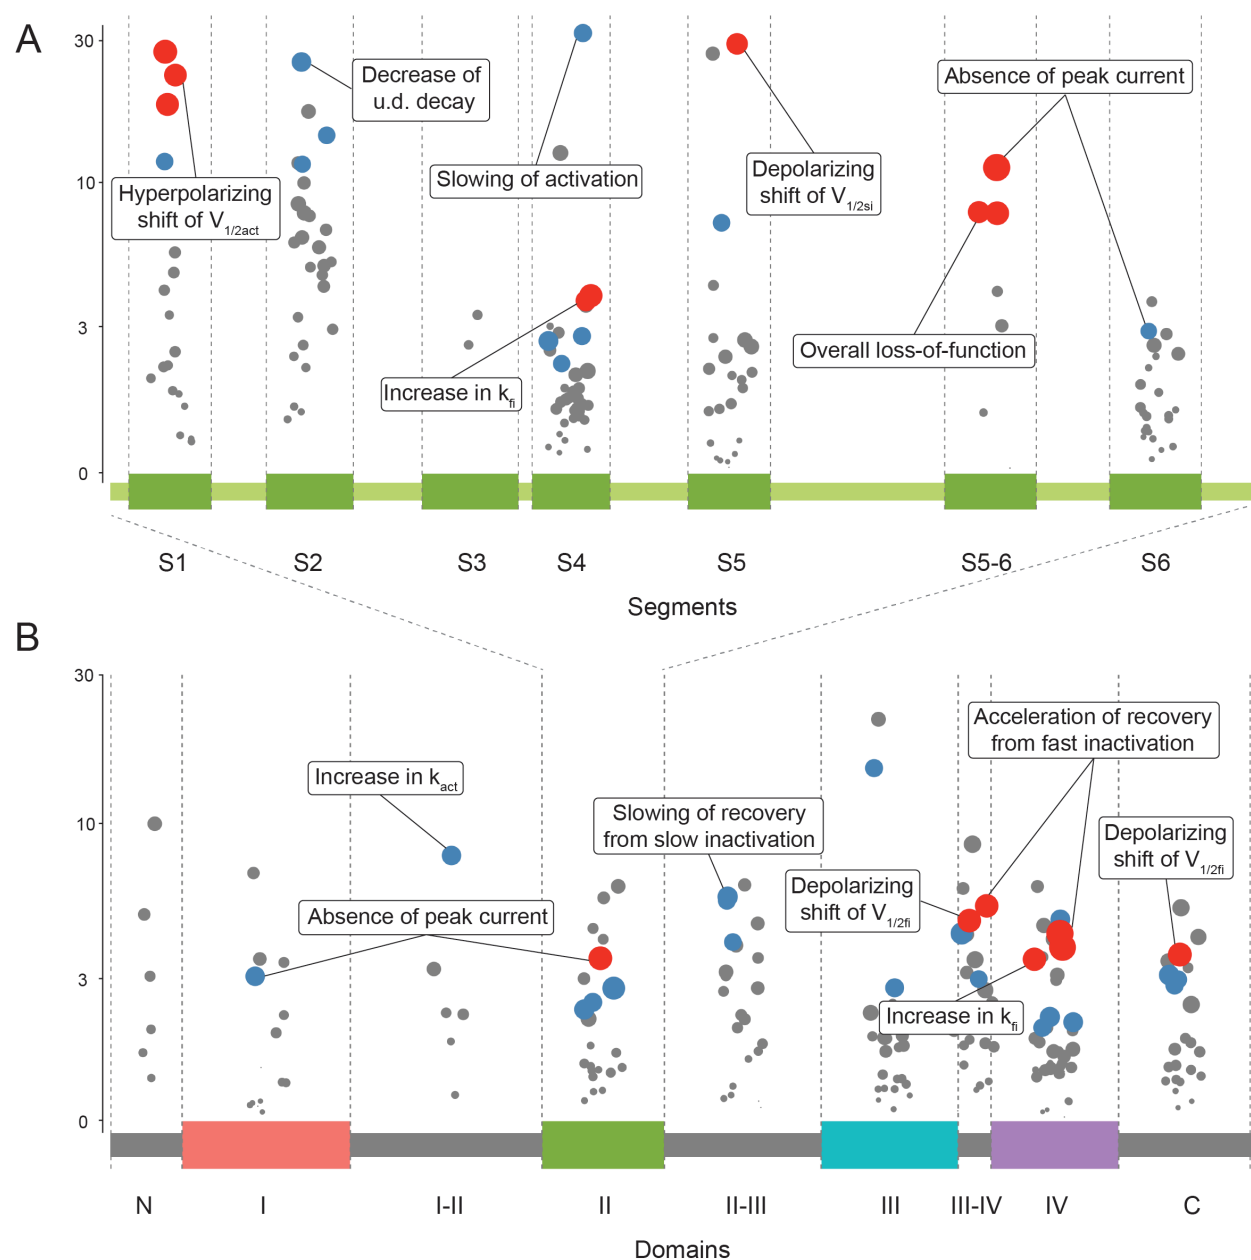 A
30
10
3
0
Decrease of
u.d. decay
Absence of peak current
Hyperpolarizing
shift of V1/2act
Slowing of activation
Depolarizing
shift of V1/2si
Increase in kfi
Overall loss-of-function
S1
S2
S3
S4
S5
S5-6
S6
Segments
B
30
10
3
0
Acceleration of recovery
from fast inactivation
Increase in kact
Slowing of recovery
from slow inactivation
Depolarizing
shift of V1/2fi
Depolarizing
shift of V1/2fi
Absence of peak current
Increase in kfi
N
I
I-II
II
II-III
III
III-IV
IV
C
Domains